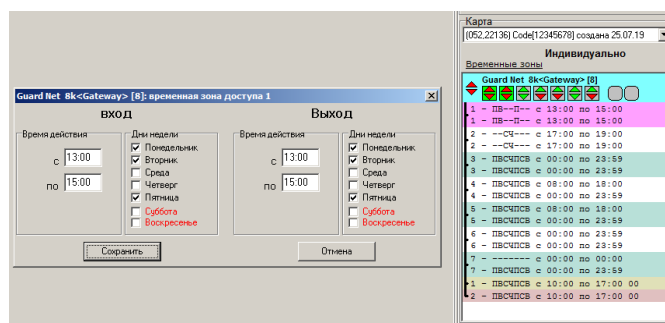 Guard Net 8k<Gateway> [8]: временная зона доступа 1
вход
Выход
Время действия
с 13:00
по 15:00
Дни недели
Понедельник
Вторник
Среда
Четверг
Пятница
Суббота
Воскресенье
Время действия
с 13:00
по 15:00
Дни недели
Понедельник
Вторник
Среда
Четверг
Пятница
Суббота
Воскресенье
Сохранить
Отмена
Карта
(052,22136) Code[12345678] создана 25.07.19
Индивидуально
Временные зоны
Guard Net 8k<Gateway> [8]
1 - ПВ--П-- с 13:00 по 15:00
1 - ПВ--П-- с 13:00 по 15:00
2 - --СЧ--- с 17:00 по 19:00
2 - --СЧ--- с 17:00 по 19:00
3 - ПВСЧПСВ с 00:00 по 23:59
3 - ПВСЧПСВ с 00:00 по 23:59
4 - ПВСЧПСВ с 08:00 по 18:00
4 - ПВСЧПСВ с 00:00 по 23:59
5 - ПВСЧПСВ с 08:00 по 18:00
5 - ПВСЧПСВ с 00:00 по 23:59
6 - ПВСЧПСВ с 00:00 по 23:59
6 - ПВСЧПСВ с 00:00 по 23:59
7 - ------- с 00:00 по 00:00
7 - ПВСЧПСВ с 00:00 по 23:59
1 - ПВСЧПСВ с 10:00 по 17:00 00
2 - ПВСЧПСВ с 10:00 по 17:00 00